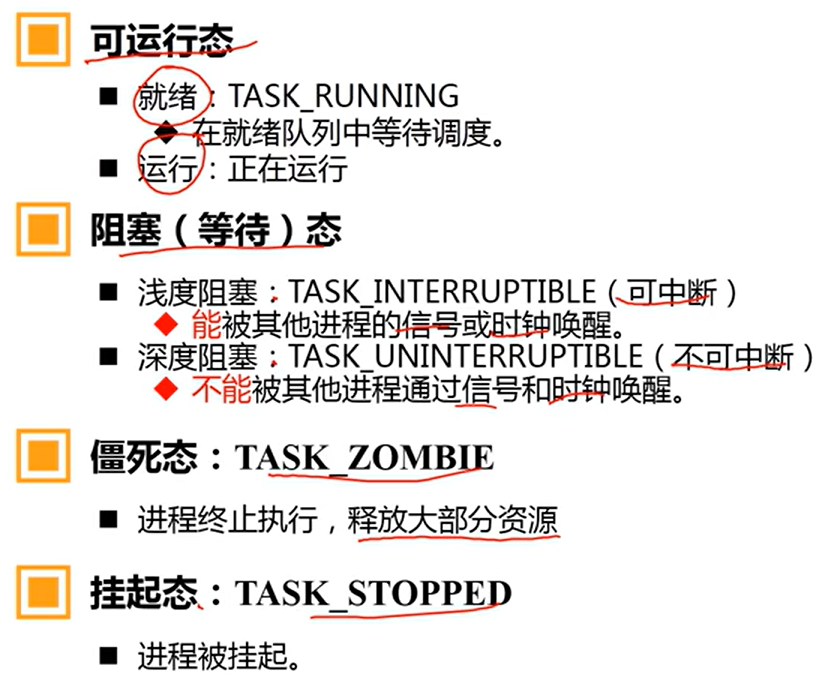 可运行态
就绪：TASK_RUNNING
在就绪队列中等待调度。
运行：正在运行
阻塞（等待）态
浅度阻塞：TASK_INTERRUPTIBLE（可中断）
能被其他进程的信号或时钟唤醒。
深度阻塞：TASK_UNINTERRUPTIBLE（不可中断）
不能被其他进程通过信号和时钟唤醒。
僵死态：TASK_ZOMBIE
进程终止执行，释放大部分资源
挂起态：TASK_STOPPED
进程被挂起。